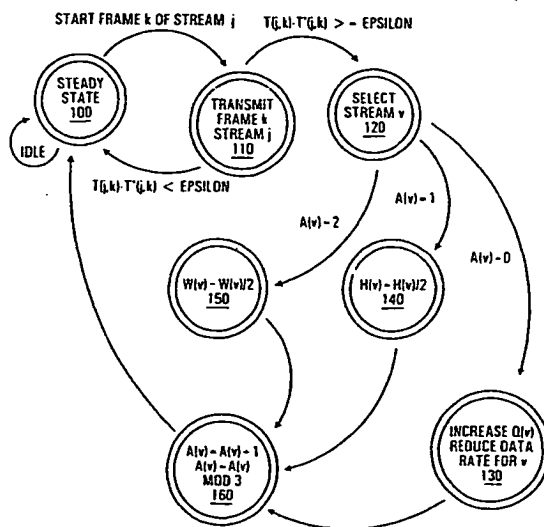 START FRAME k OF STREAM j
T(j,k)-T"(j,k) > - EPSILON
STEADY
STATE
100
TRANSMIT
FRAME k
STREAM j
110
SELECT
STREAM v
120
IDLE
T(j,k)-T"(j,k) < EPSILON
A(v)-2
A(v)-1
A(v)-0
W(v)-W(v)/2
150
H(v)-H(v)/2
140
A(v)-A(v)+1
A(v)-A(v)
MOD 3
160
INCREASE Q(v)
REDUCE DATA
RATE FOR v
130